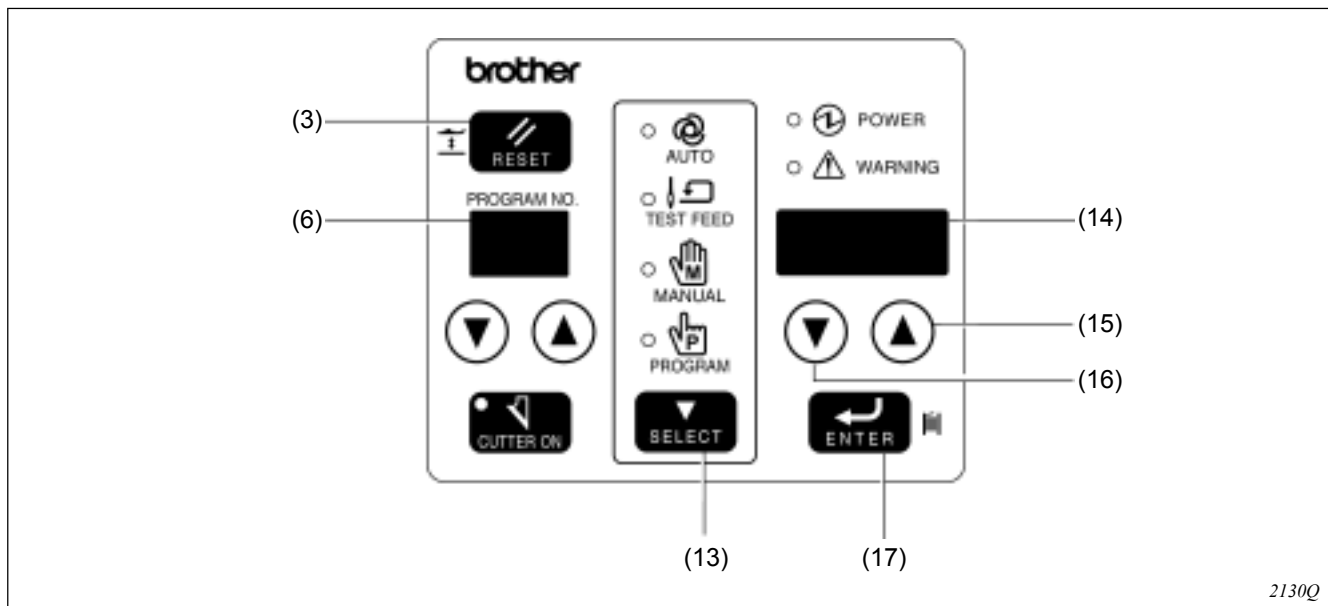 brother
(3)
RESET
AUTO
POWER
WARNING
PROGRAM NO.
(6)
TEST FEED
(14)
M
MANUAL
(15)
P
PROGRAM
(16)
CUTTER ON
SELECT
ENTER
(13)
(17)
2130Q